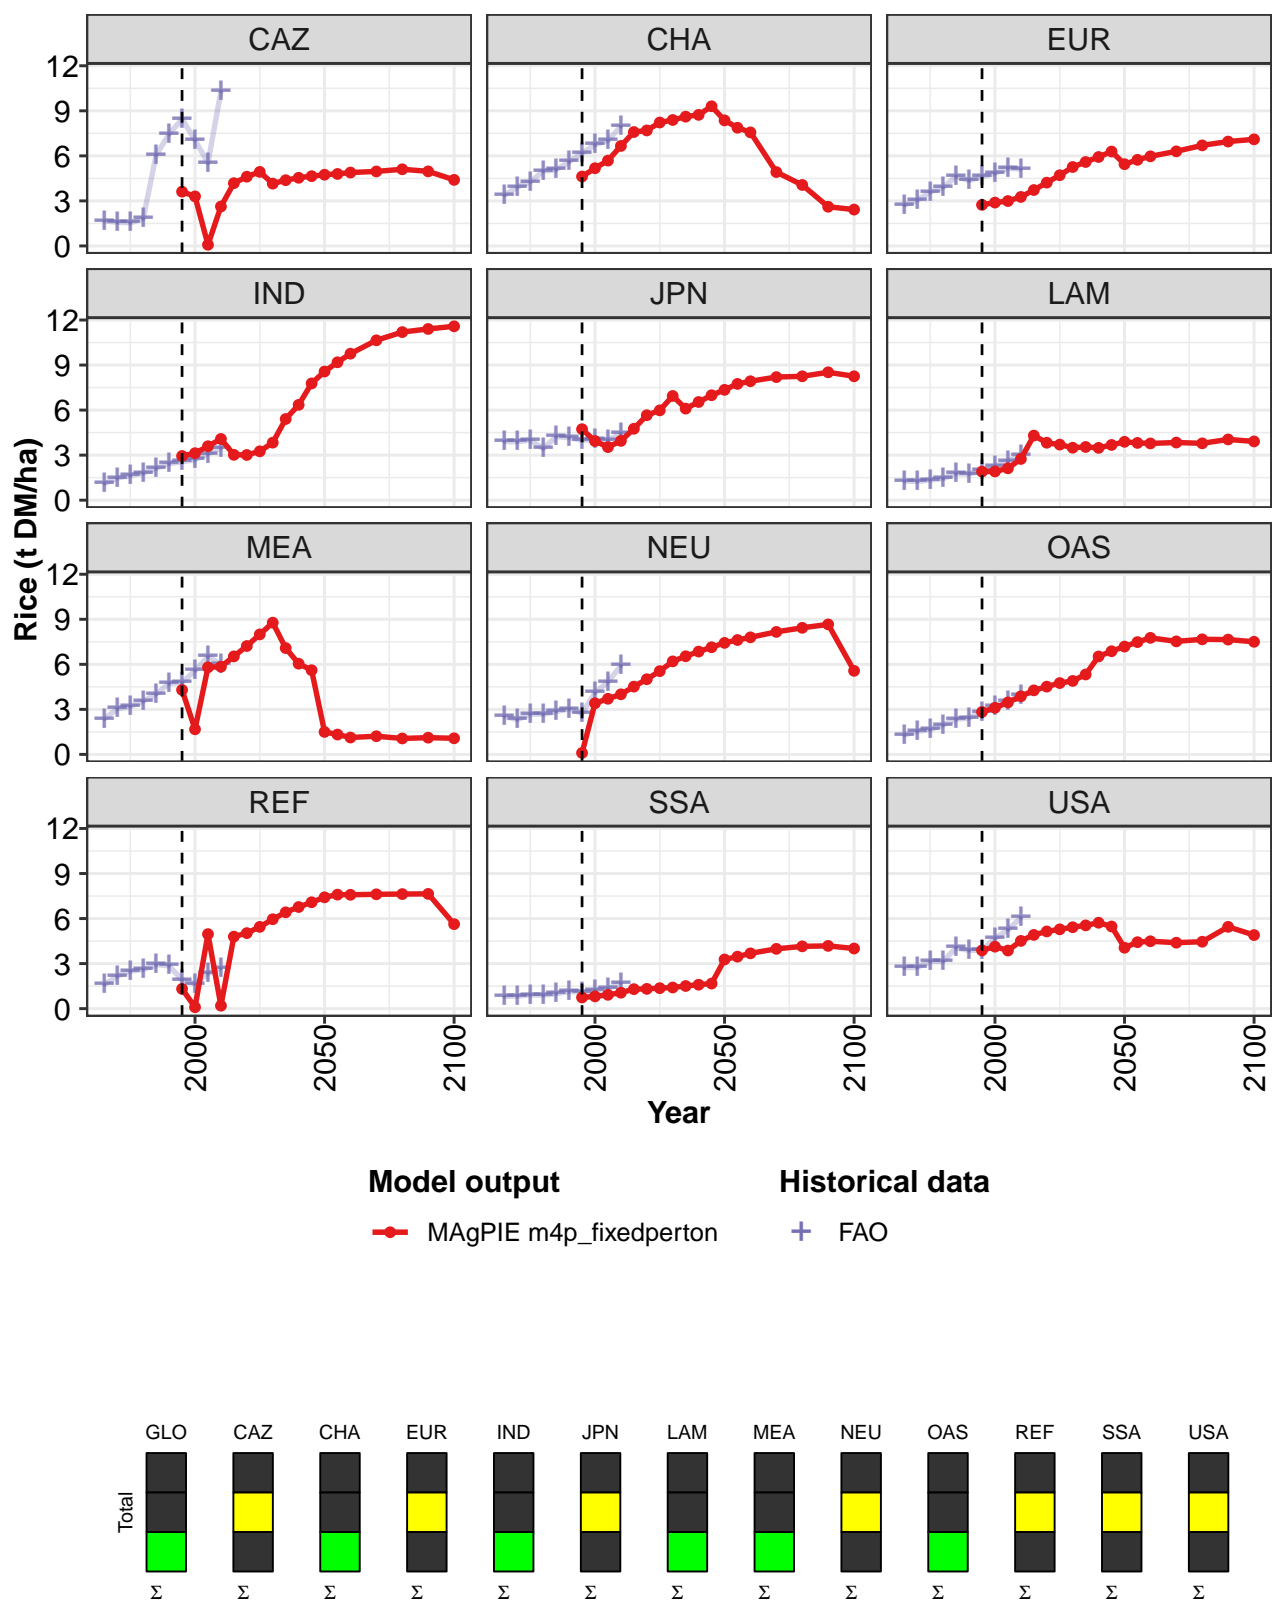 CAZ CHA EUR
12
9
6
3
0
IND JPN LAM
12
9
6
3
0
MEA NEU OAS
12
9
6
3
0
REF SSA USA
12
9
6
3
0
Rice (t DM/ha)
2000 2050 2100 2000 2050 2100 2000 2050 2100
Year
Model output Historical data
MAgPIE m4p_fixedperton FAO
GLO CAZ CHA EUR IND JPN LAM MEA NEU OAS REF SSA USA
Total
Σ Σ Σ Σ Σ Σ Σ Σ Σ Σ Σ Σ Σ